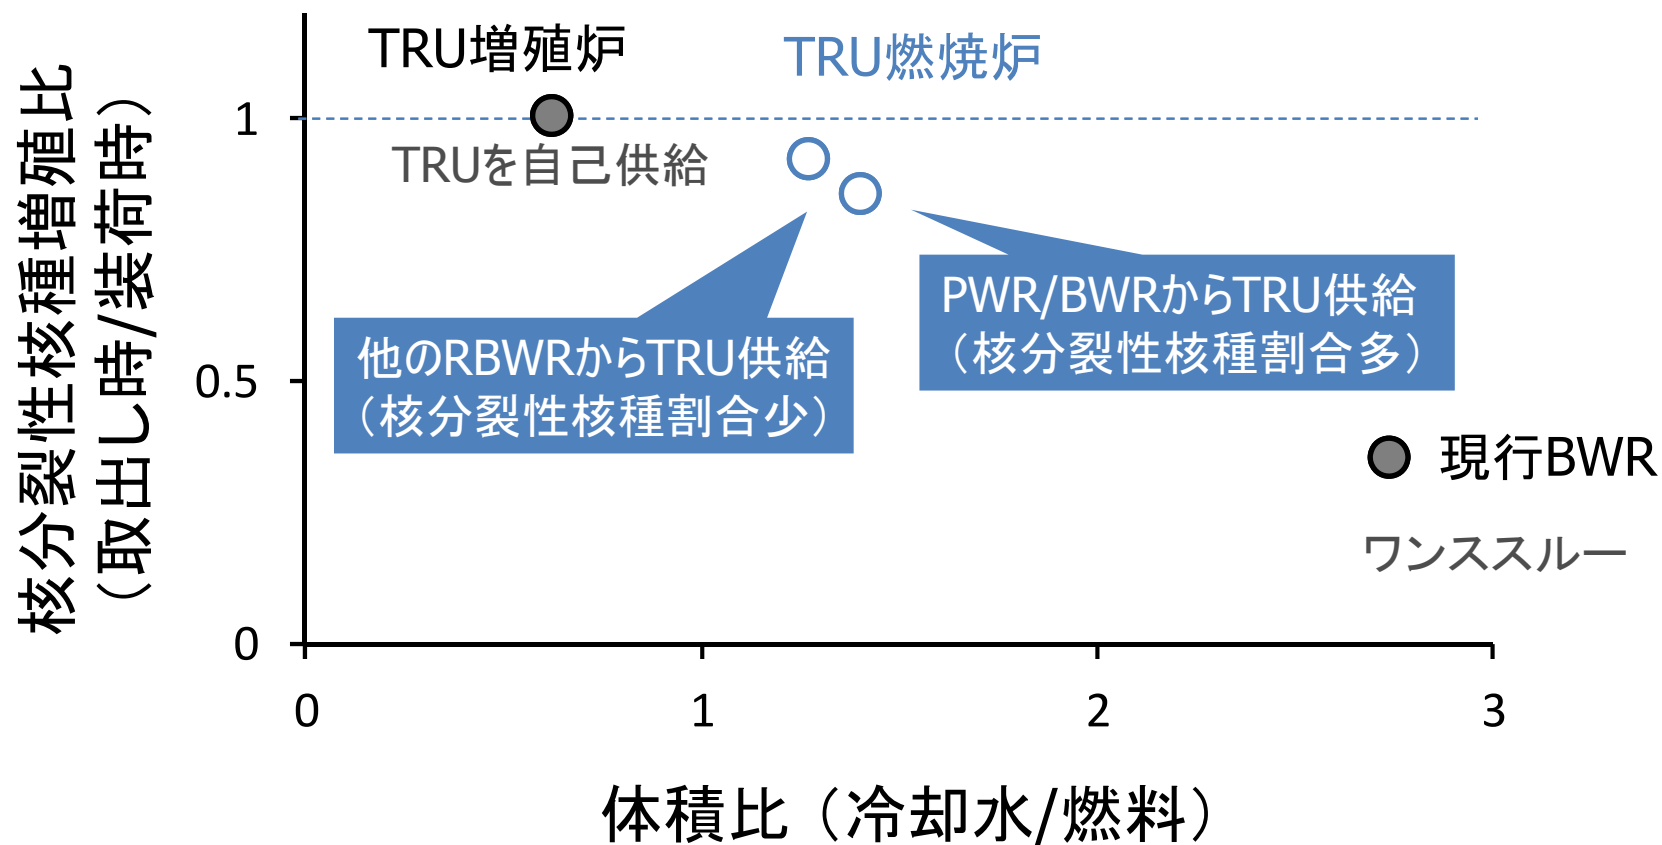 核分裂性核種増殖比
（取出し時/装荷時）
TRU増殖炉
TRU燃焼炉
1
TRUを自己供給
PWR/BWRからTRU供給
（核分裂性核種割合多）
他のRBWRからTRU供給
（核分裂性核種割合少）
0.5
現行BWR
ワンススルー
0
0
1
2
3
体積比（冷却水/燃料）